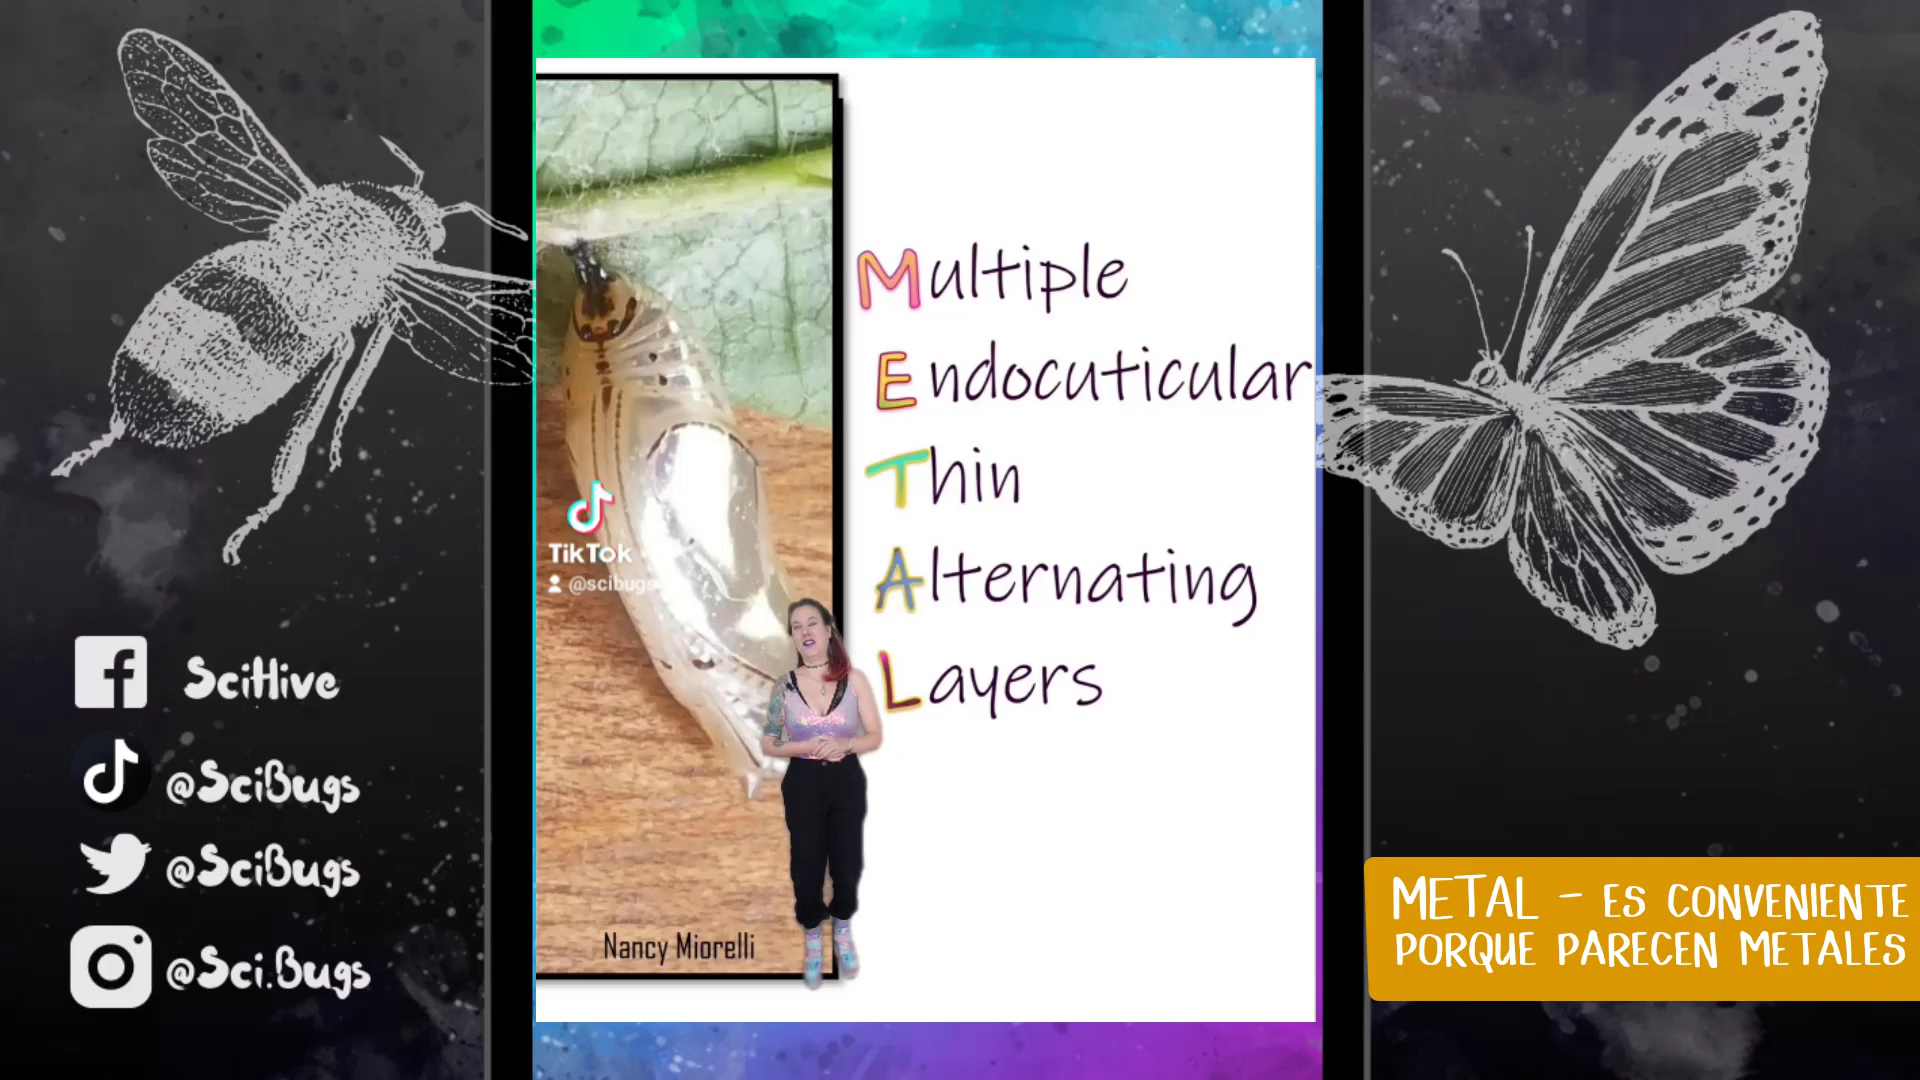 Multiple
Endocuticular
Thin
Alternating
Layers
TikTok
@scibugs
Nancy Miorelli
SciHive
@SciBugs
@SciBugs
@Sci.Bugs
METAL - ES CONVENIENTE
PORQUE PARECEN METALES